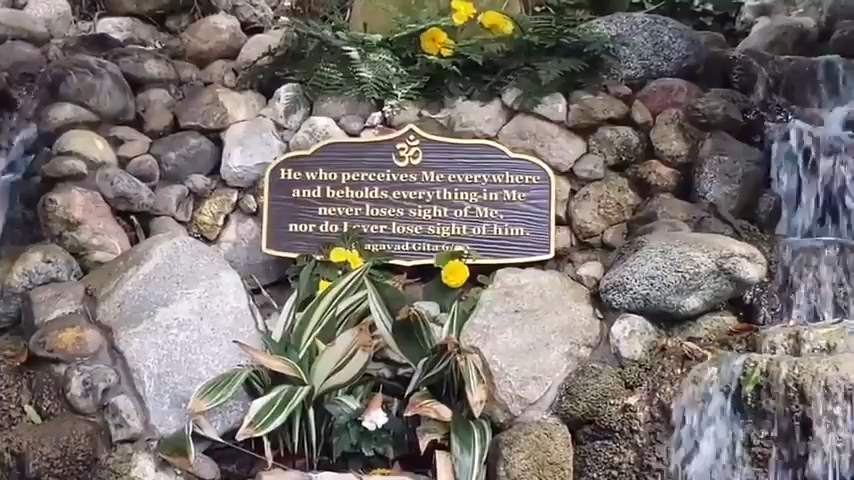 ॐ
He who perceives Me everywhere
and beholds everything in Me
never loses sight of Me,
nor do I ever lose sight of him.
Gita